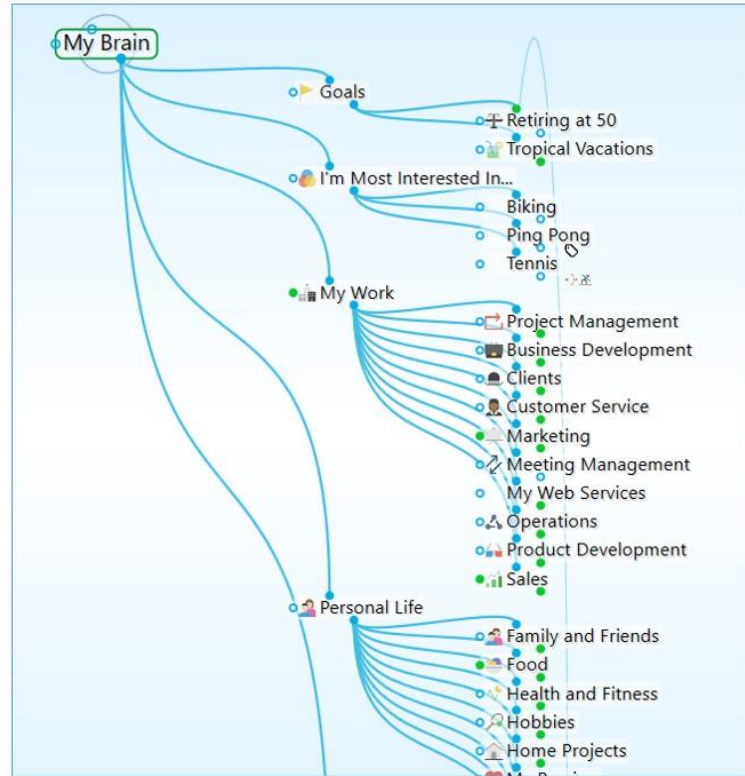 My Brain
Goals
Retiring at 50
Tropical Vacations
I'm Most Interested In...
Biking
Ping Pong
Tennis
My Work
Project Management
Business Development
Clients
Customer Service
Marketing
Meeting Management
My Web Services
Operations
Product Development
Sales
Personal Life
Family and Friends
Food
Health and Fitness
Hobbies
Home Projects